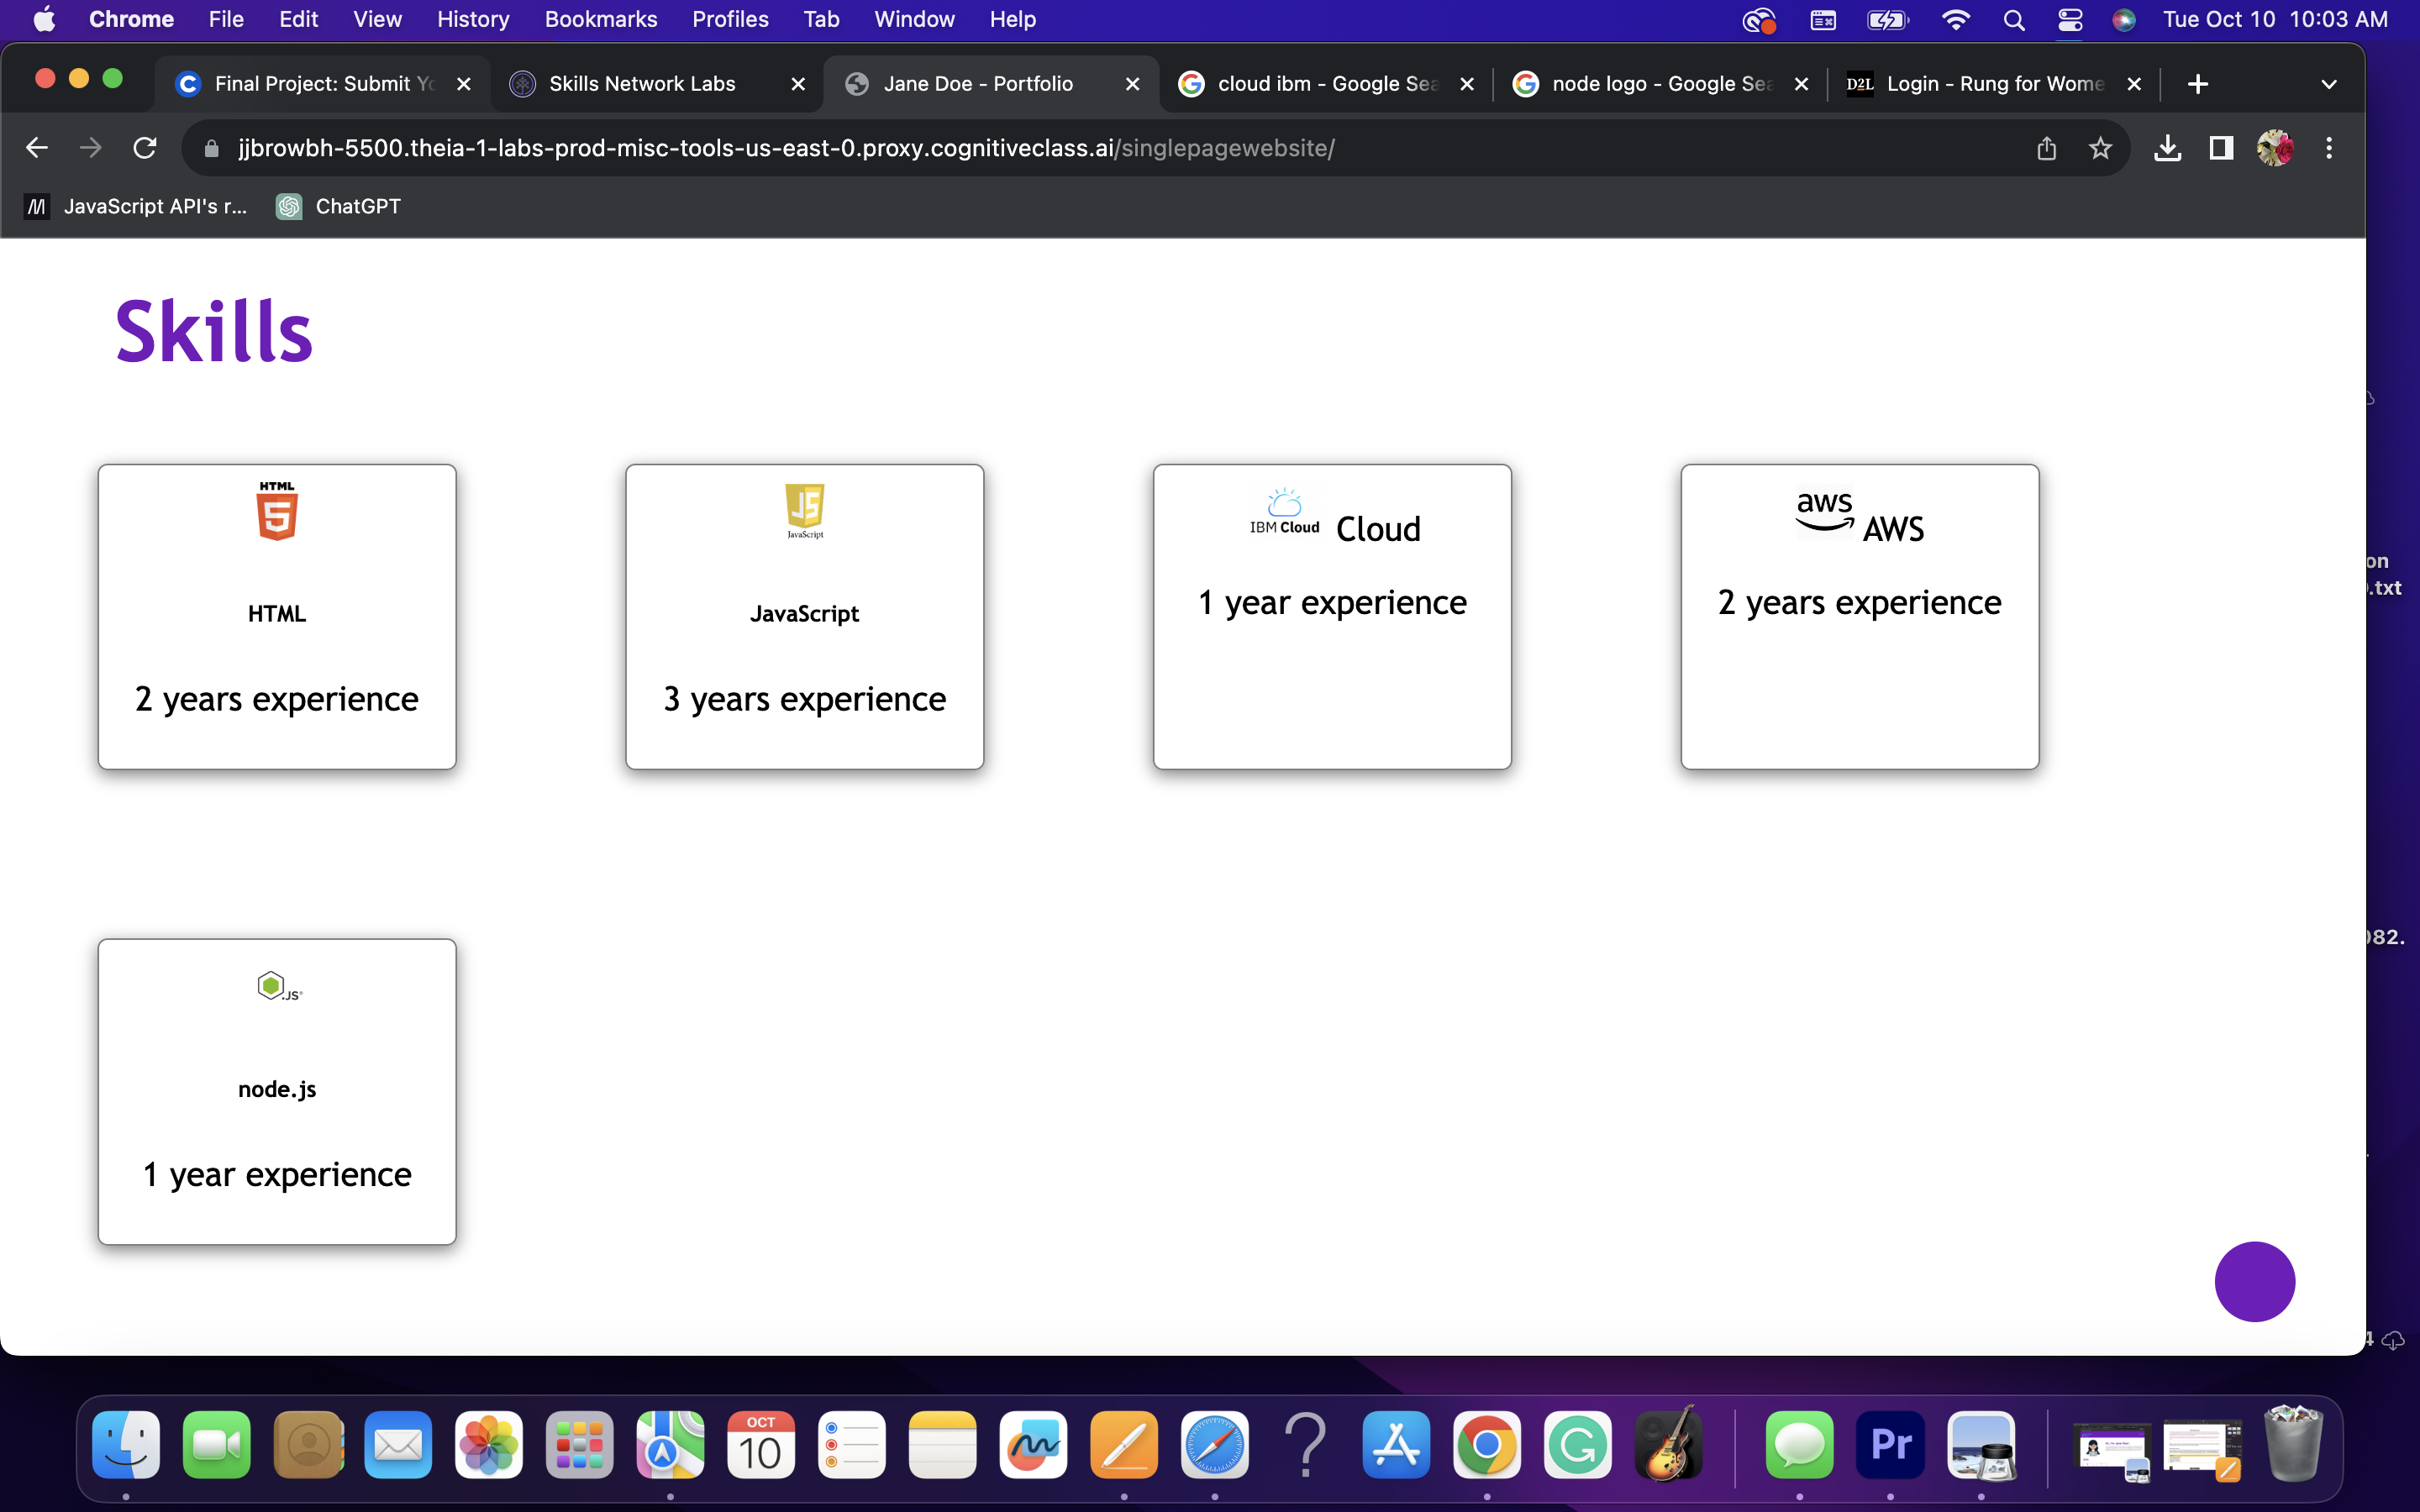 Chrome File Edit View History Bookmarks Profiles Tab Window Help Tue Oct 10 10:03 AM
Final Project: Submit Yo Skills Network Labs Jane Doe - Portfolio cloud ibm - Google Sea node logo - Google Sea D2L Login - Rung for Wome
jjbrowbh-5500.theia-1-labs-prod-misc-tools-us-east-0.proxy.cognitiveclass.ai/singlepagewebsite/
JavaScript API's r... ChatGPT
Skills
HTML
5
HTML
2 years experience
JS
JavaScript
JavaScript
3 years experience
IBM Cloud Cloud
1 year experience
aws AWS
2 years experience
.JS®
node.js
1 year experience
on
.txt
082.
4
OCT
10
Pr